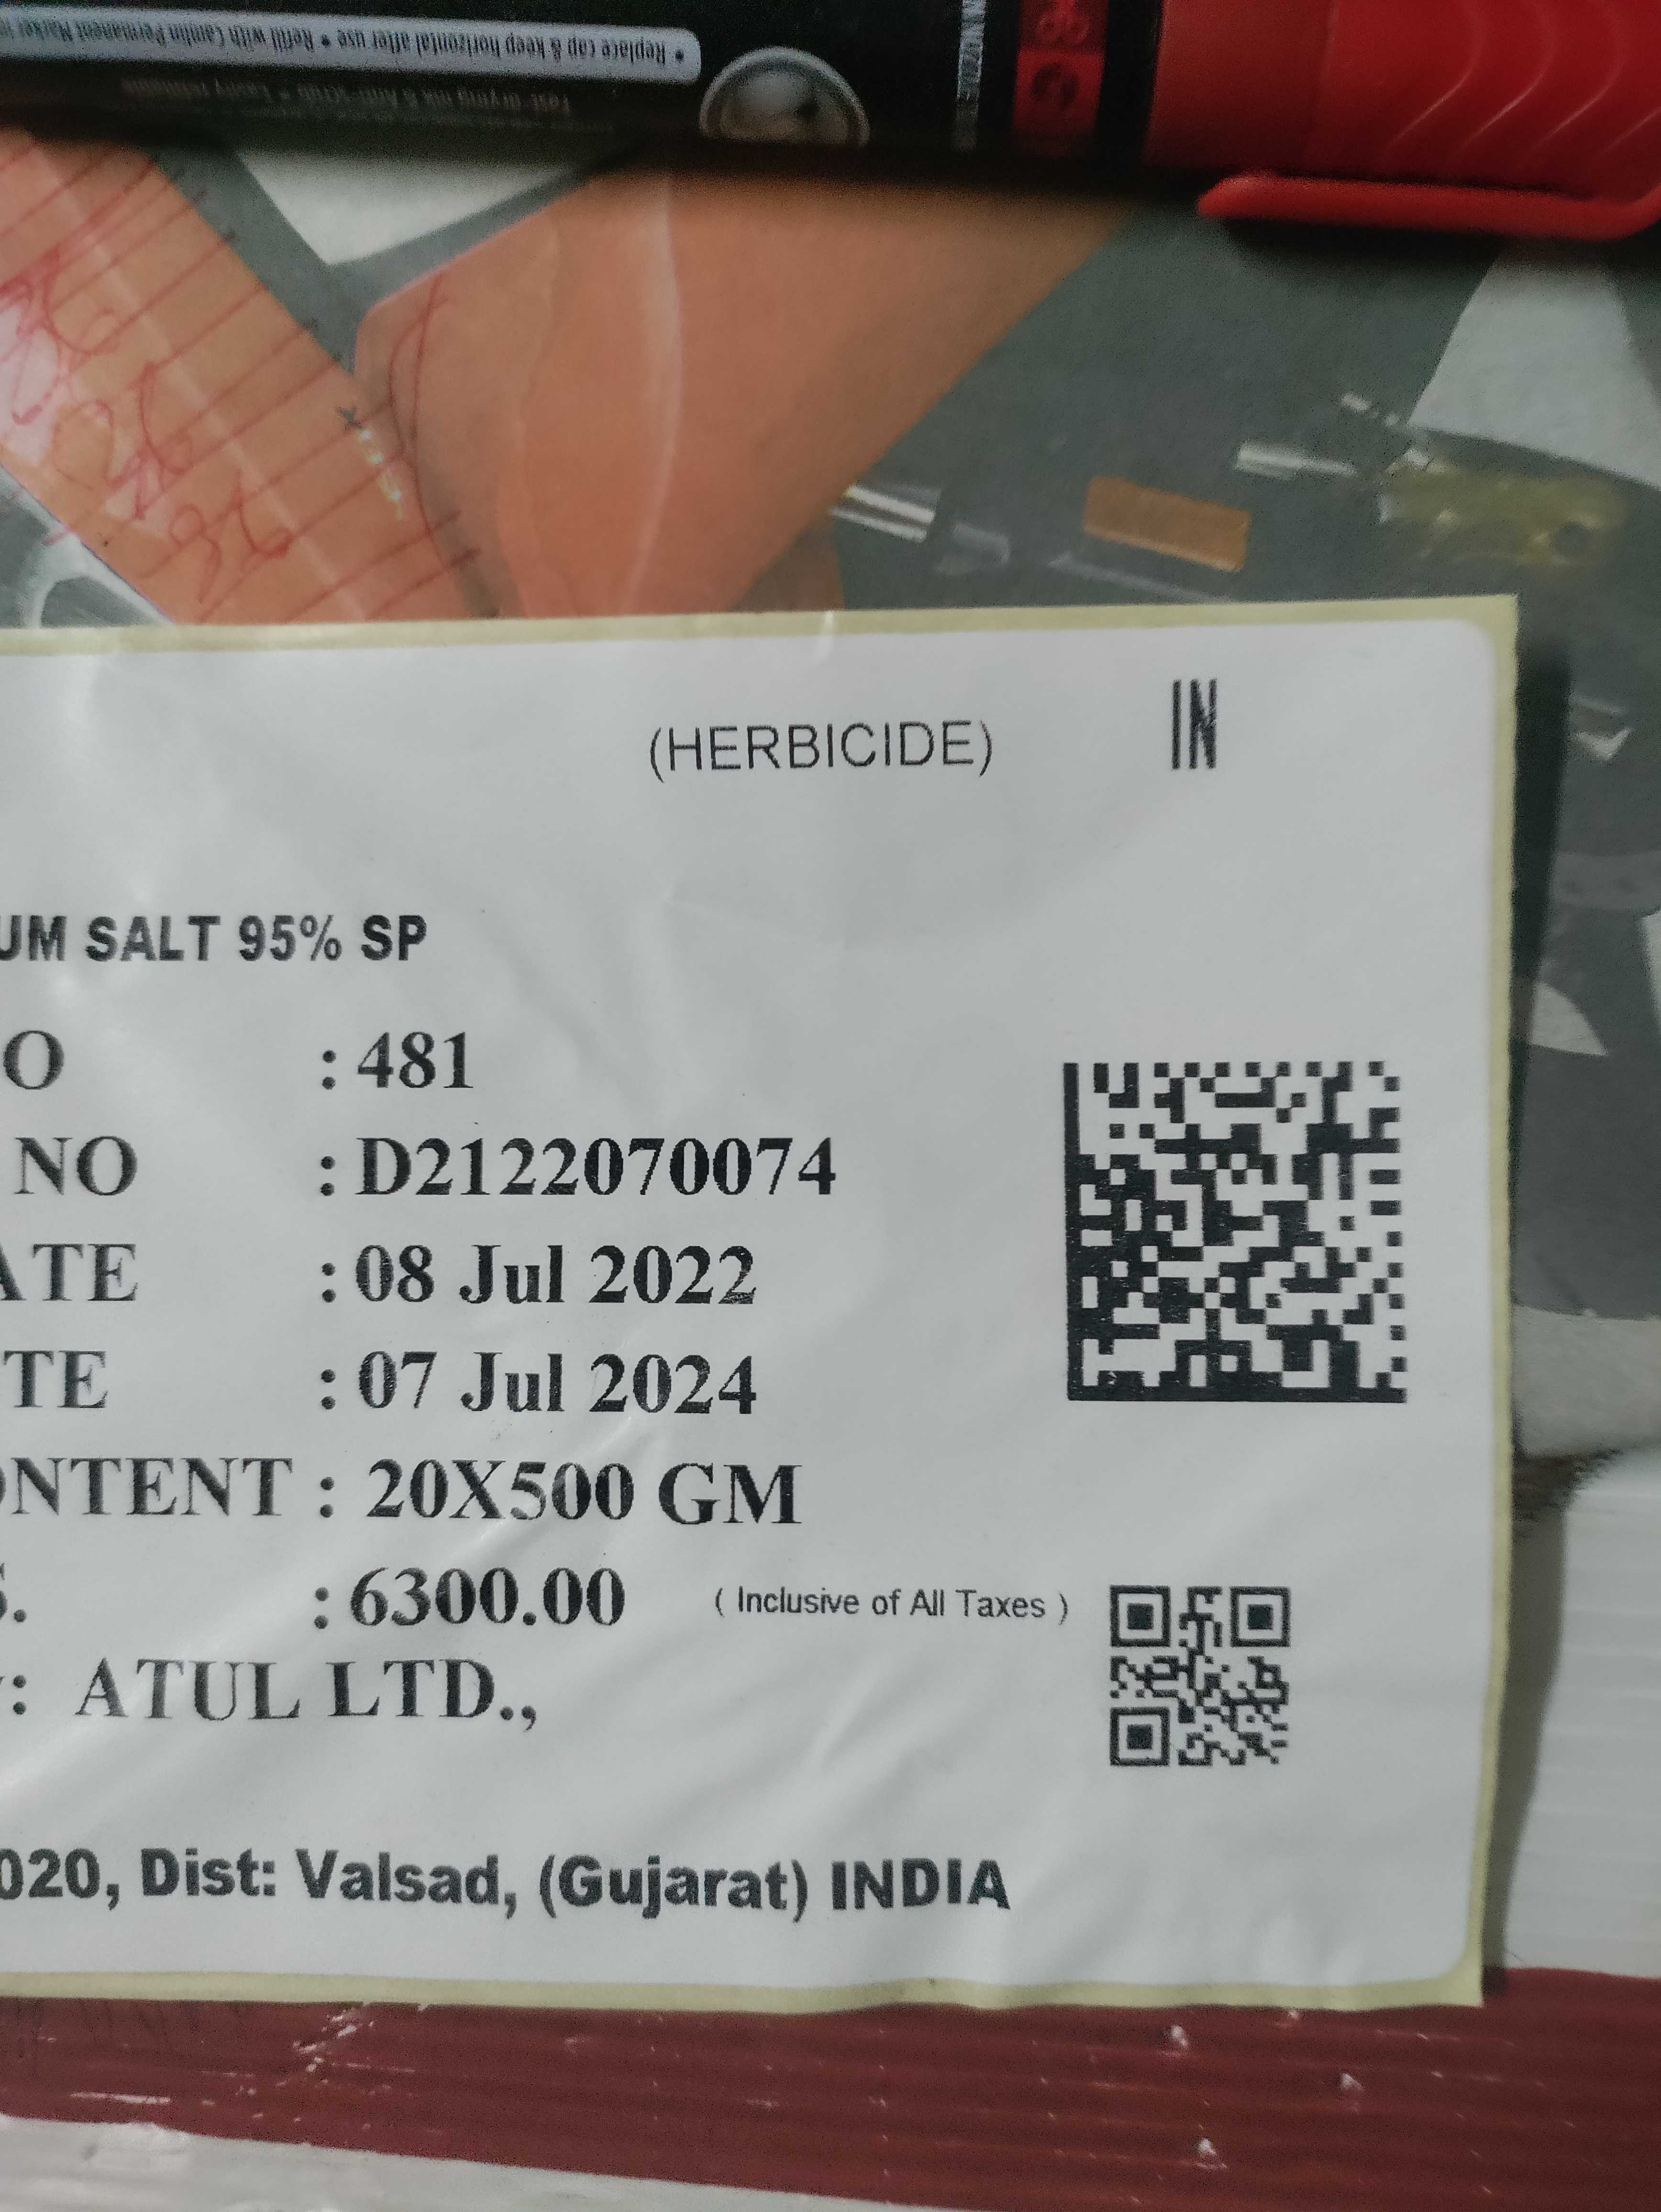 • Replace cap & keep horizontal after use • Refill with Camlin Permanent Marker
(HERBICIDE) IN
UM SALT 95% SP
O : 481
NO : D2122070074
ATE : 08 Jul 2022
TE : 07 Jul 2024
ONTENT : 20X500 GM
: 6300.00 ( Inclusive of All Taxes )
: ATUL LTD.,
020, Dist: Valsad, (Gujarat) INDIA